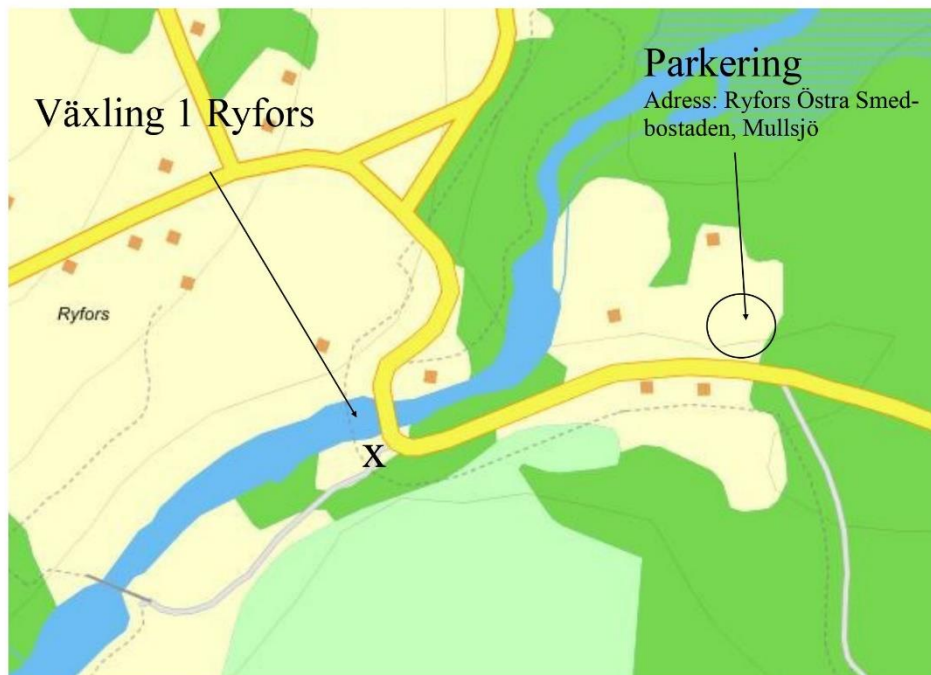 Växling 1 Ryfors
Parkering
Adress: Ryfors Östra Smed-
bostaden, Mullsjö
Ryfors
X